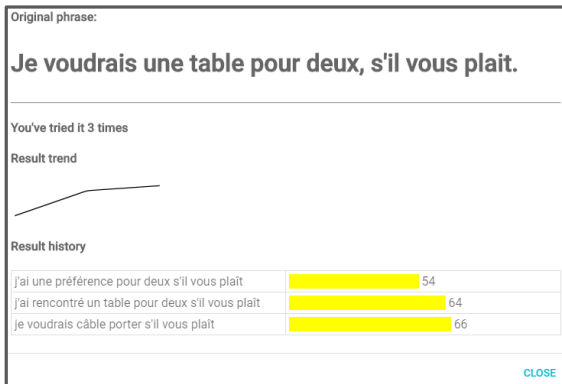 Original phrase:
Je voudrais une table pour deux, s'il vous plait.
You've tried it 3 times
Result trend
Result history
j'ai une préférence pour deux s'il vous plaît 54
j'ai rencontré un table pour deux s'il vous plaît 64
je voudrais câble porter s'il vous plaît 66
CLOSE